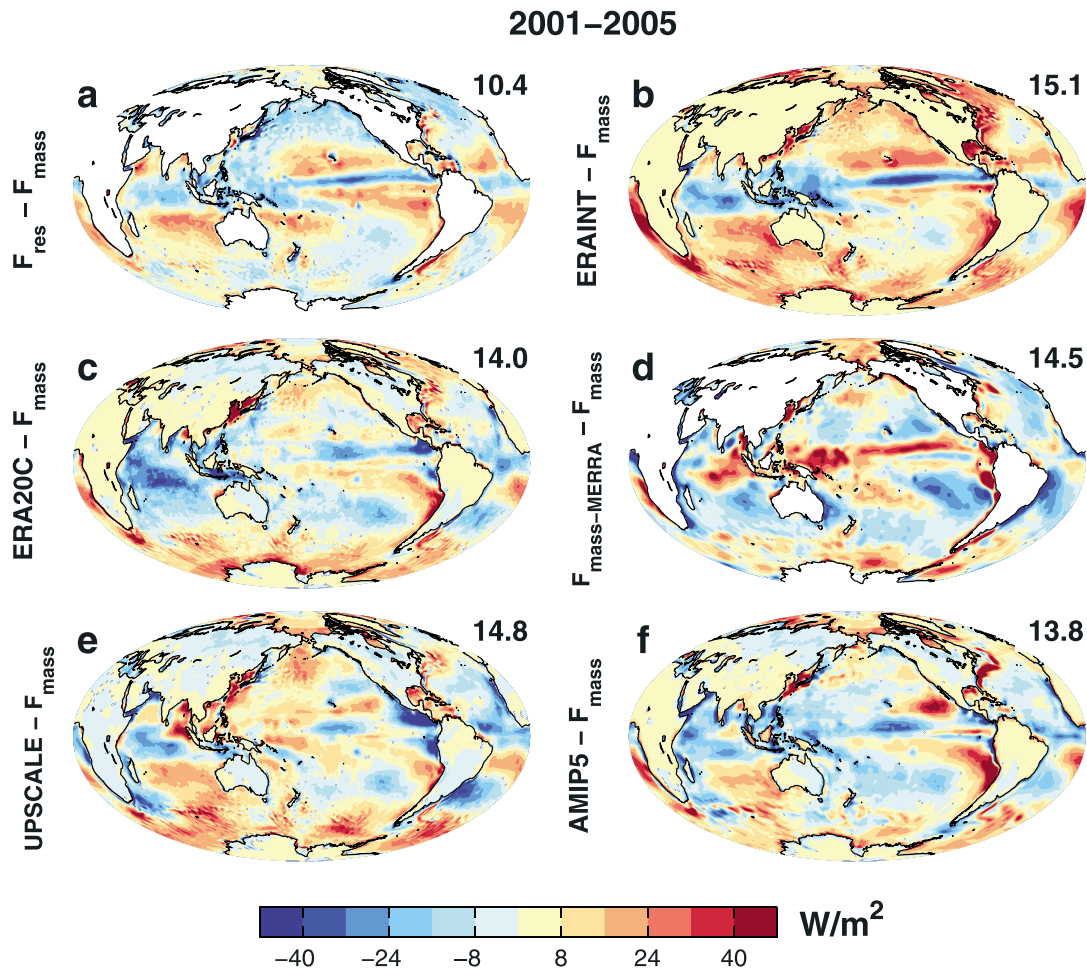 2001−2005
a
10.4
F_res − F_mass
b
15.1
ERAINT − F_mass
c
14.0
ERA20C − F_mass
d
14.5
F_mass−MERRA − F_mass
e
14.8
UPSCALE − F_mass
f
13.8
AMIP5 − F_mass
−40 −24 −8 8 24 40
W/m²